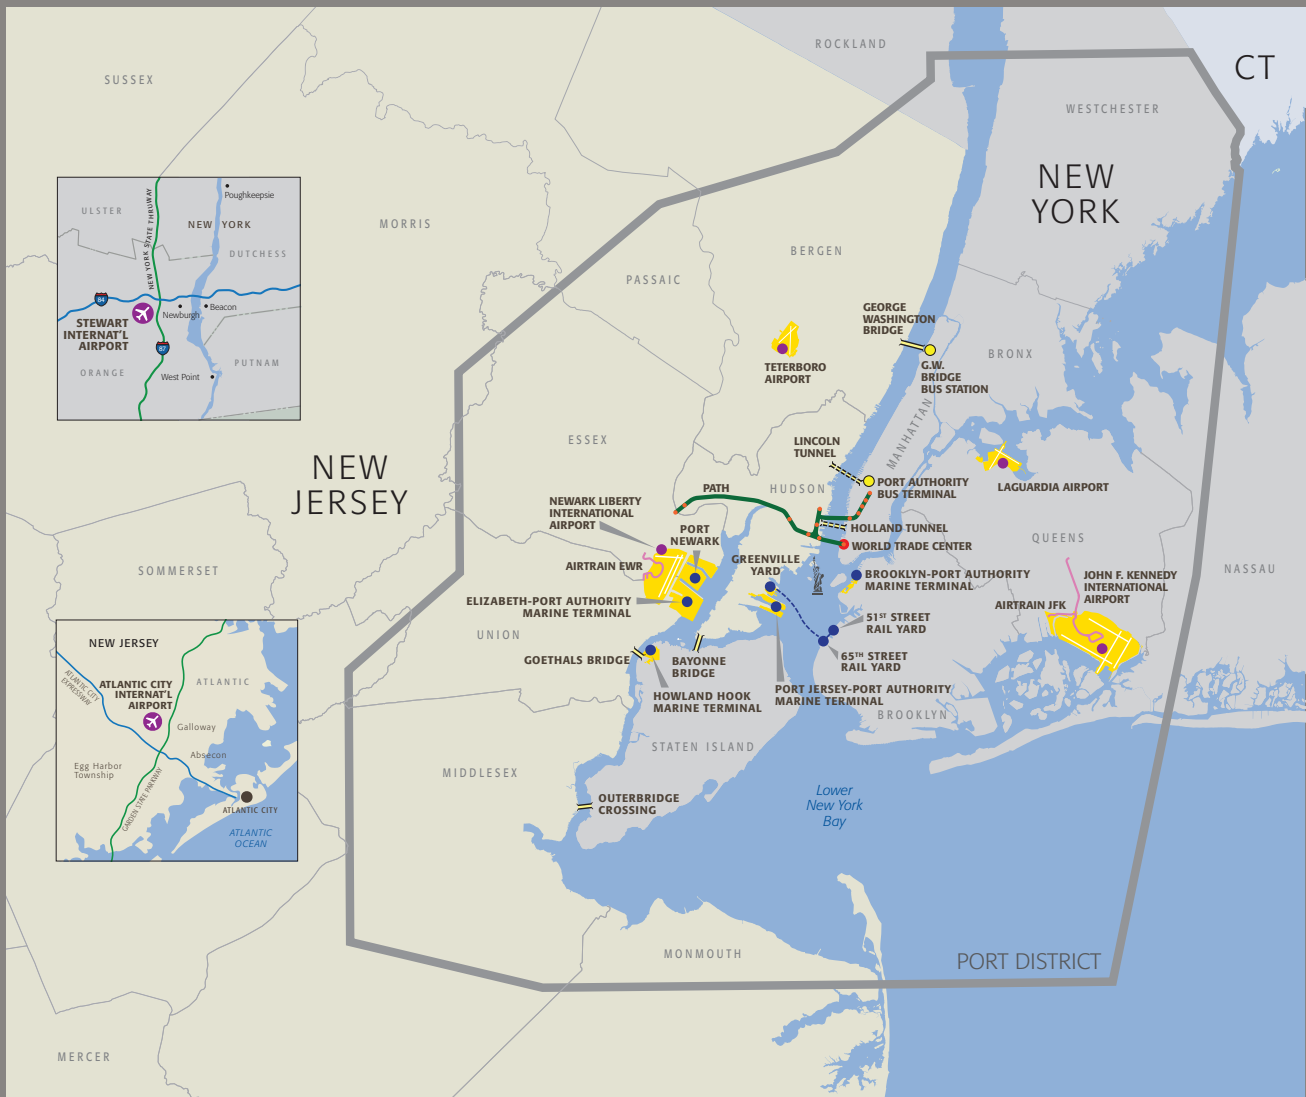 ROCKLAND
CT
SUSSEX
WESTCHESTER
NEW
YORK
MORRIS
BERGEN
PASSAIC
Poughkeepsie
ULSTER
NEW YORK STATE THRUWAY
NEW YORK
DUTCHESS
84
Newburgh
Beacon
STEWART
INTERNAT'L
AIRPORT
87
PUTNAM
ORANGE
West Point
GEORGE
WASHINGTON
BRIDGE
G.W.
BRIDGE
BUS STATION
BRONX
TETERBORO
AIRPORT
MANHATTAN
ESSEX
LINCOLN
TUNNEL
NEW
JERSEY
PATH
HUDSON
PORT AUTHORITY
BUS TERMINAL
LAGUARDIA AIRPORT
NEWARK LIBERTY
INTERNATIONAL
AIRPORT
PORT
NEWARK
HOLLAND TUNNEL
WORLD TRADE CENTER
QUEENS
NASSAU
SOMMERSET
AIRTRAIN EWR
GREENVILLE
YARD
BROOKLYN-PORT AUTHORITY
MARINE TERMINAL
JOHN F. KENNEDY
INTERNATIONAL
AIRPORT
AIRTRAIN JFK
ELIZABETH-PORT AUTHORITY
MARINE TERMINAL
51ST STREET
RAIL YARD
UNION
65TH STREET
RAIL YARD
GOETHALS BRIDGE
BAYONNE
BRIDGE
HOWLAND HOOK
MARINE TERMINAL
PORT JERSEY-PORT AUTHORITY
MARINE TERMINAL
BROOKLYN
STATEN ISLAND
MIDDLESEX
OUTERBRIDGE
CROSSING
Lower
New York
Bay
NEW JERSEY
ATLANTIC CITY
EXPRESSWAY
ATLANTIC CITY
INTERNAT'L
AIRPORT
ATLANTIC
Galloway
Absecon
Egg Harbor
Township
GARDEN STATE PARKWAY
ATLANTIC CITY
ATLANTIC
OCEAN
MONMOUTH
PORT DISTRICT
MERCER